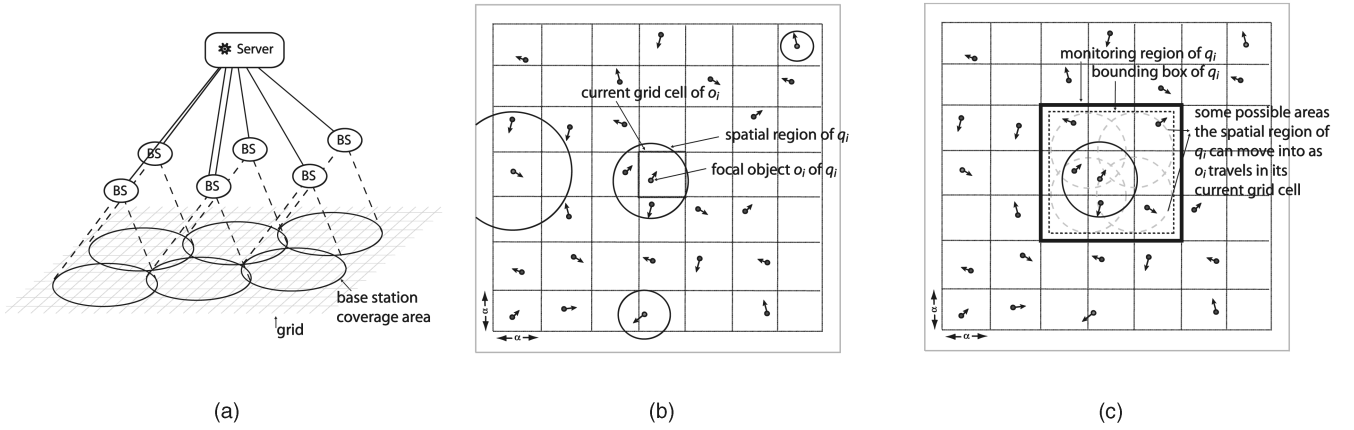 Server
BS
BS
BS
BS
BS
BS
base station
coverage area
grid
(a)
current grid cell of oi
spatial region of qi
focal object oi of qi
α
α
(b)
monitoring region of qi
bounding box of qi
some possible areas
the spatial region of
qi can move into as
oi travels in its
current grid cell
α
α
(c)